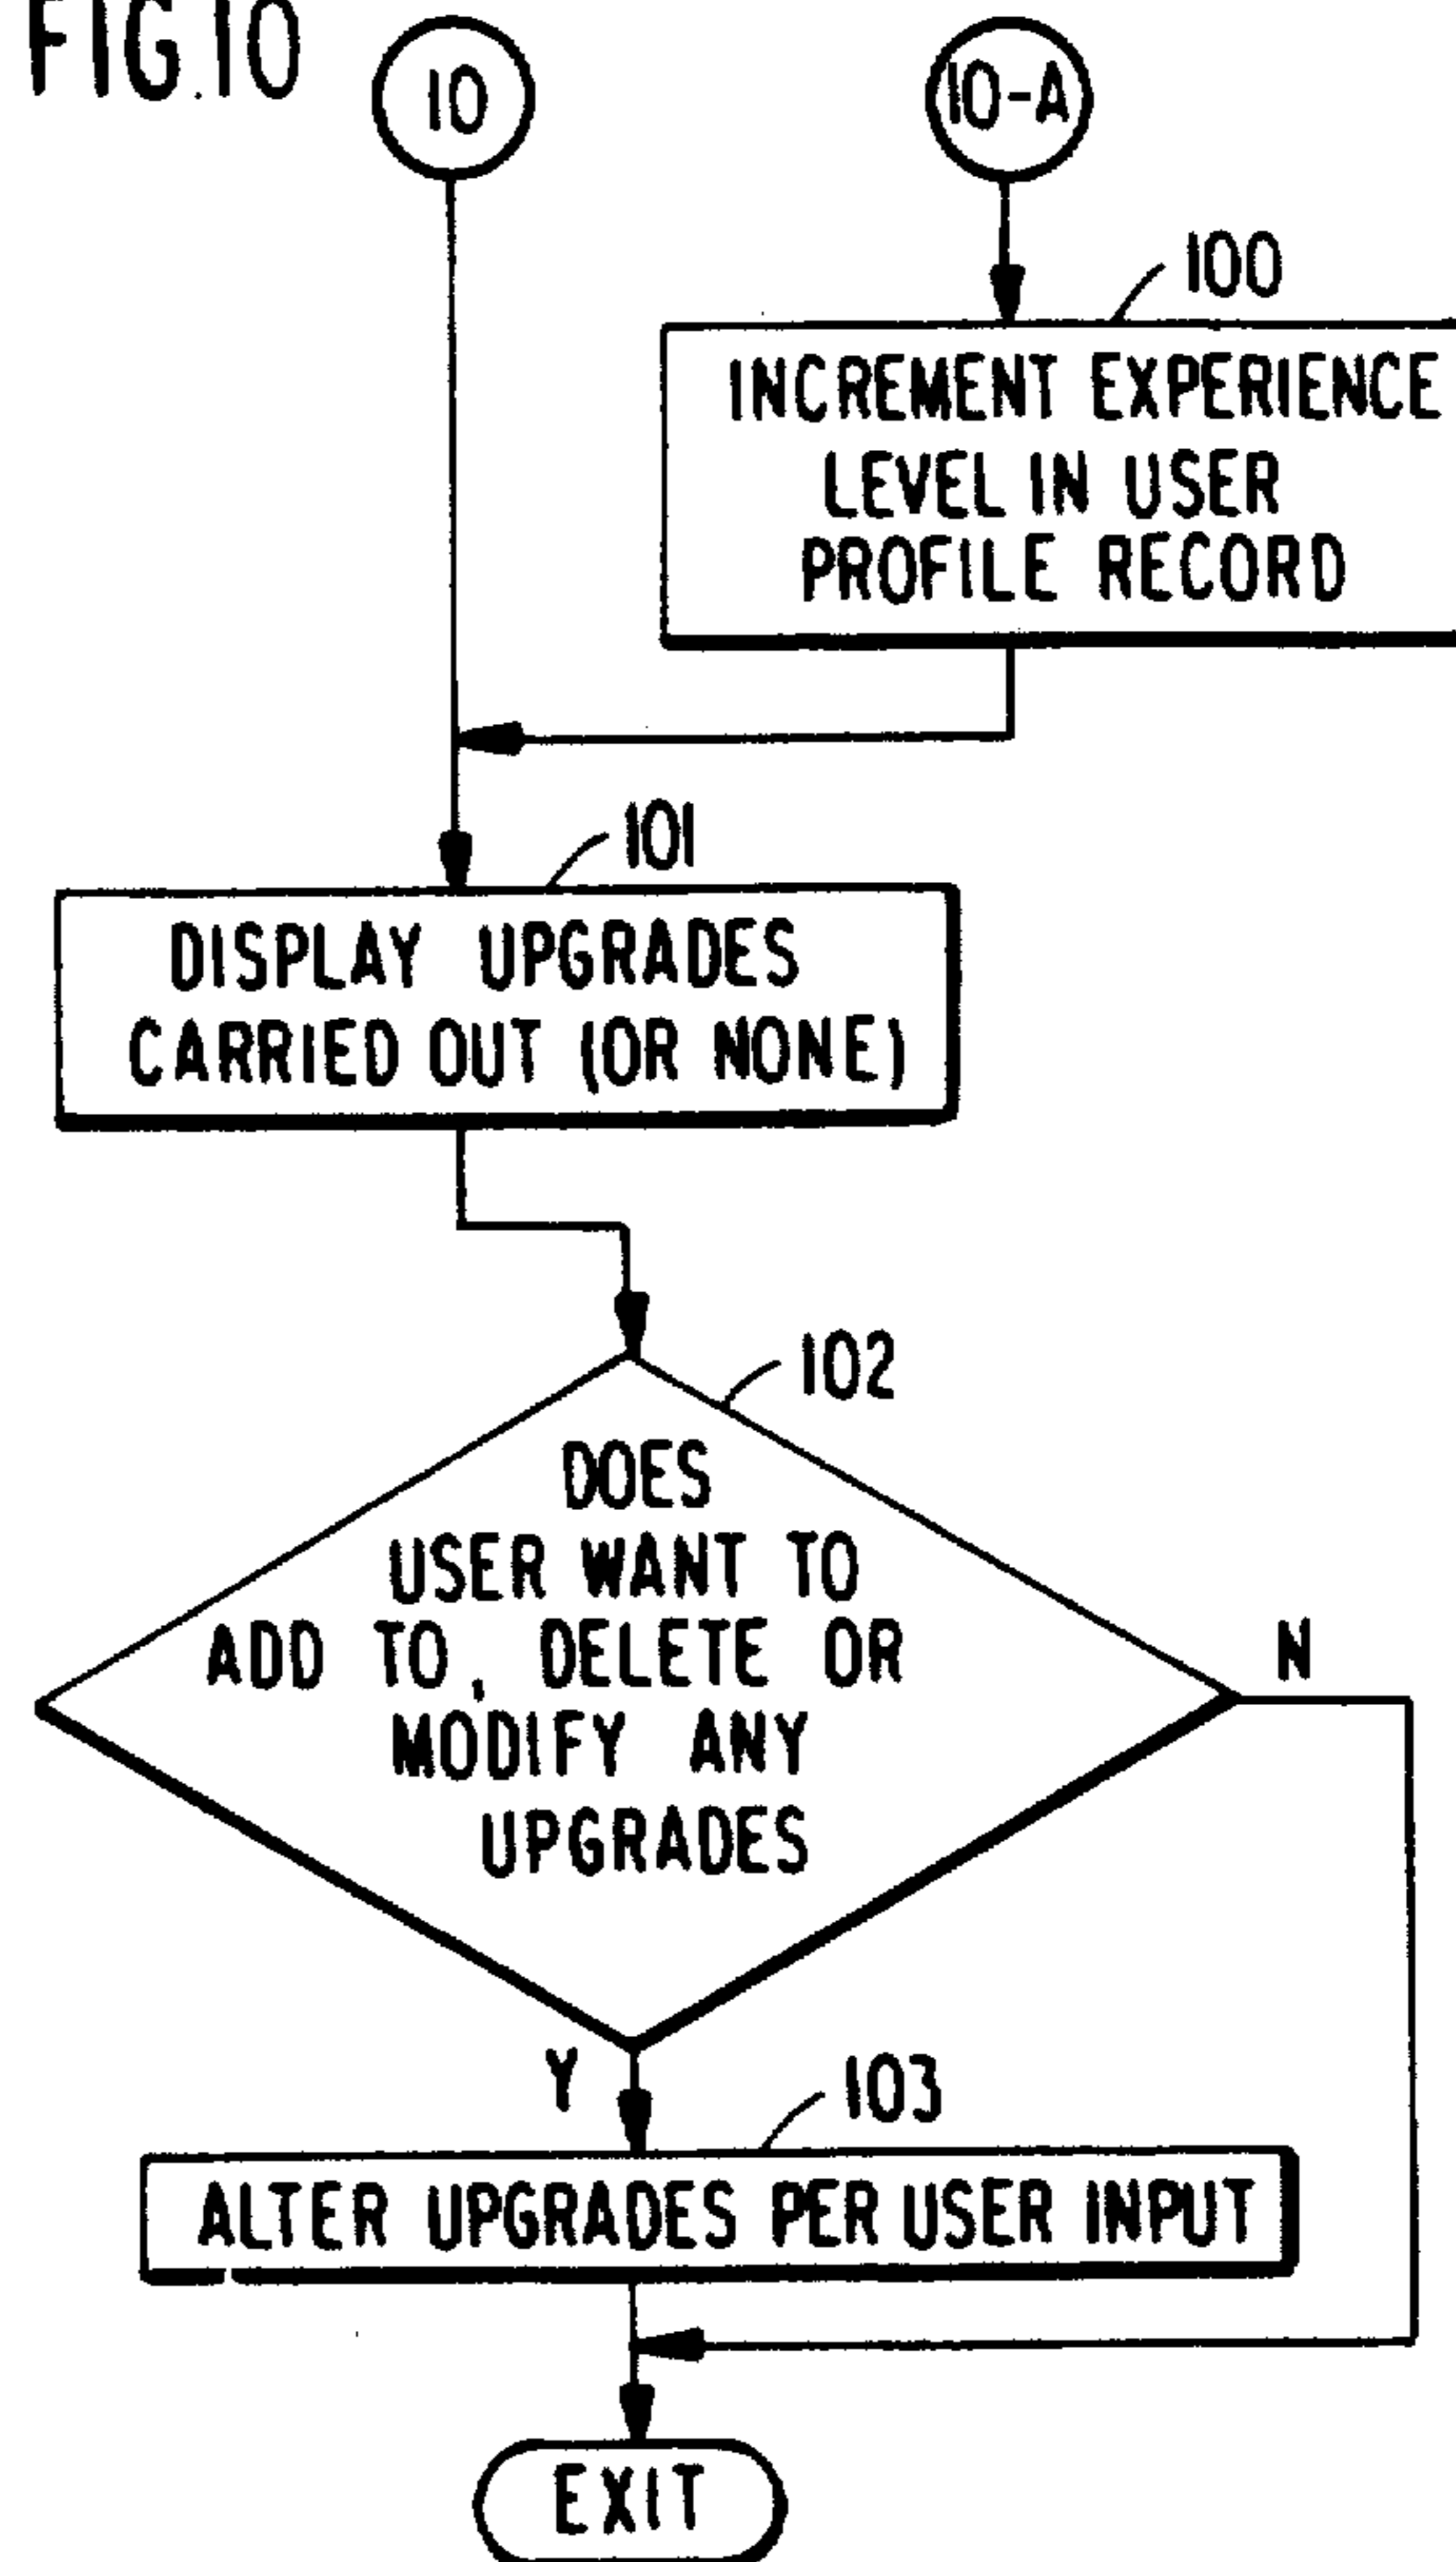 FIG.10
10
10-A
100
INCREMENT EXPERIENCE
LEVEL IN USER
PROFILE RECORD
101
DISPLAY UPGRADES
CARRIED OUT (OR NONE)
102
DOES
USER WANT TO
ADD TO, DELETE OR
MODIFY ANY
UPGRADES
N
Y
103
ALTER UPGRADES PER USER INPUT
EXIT